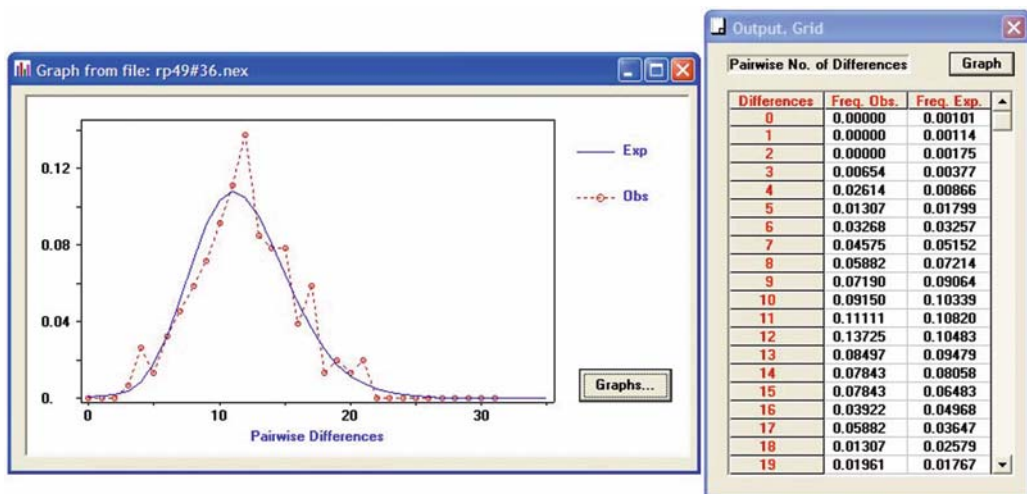 Graph from file: rp49#36.nex
0.12
0.08
0.04
0.
0 10 20 30
Pairwise Differences
Exp
Obs
Graphs...
Output. Grid
Pairwise No. of Differences Graph
Differences Freq. Obs. Freq. Exp.
0 0.00000 0.00101
1 0.00000 0.00114
2 0.00000 0.00175
3 0.00654 0.00377
4 0.02614 0.00866
5 0.01307 0.01799
6 0.03268 0.03257
7 0.04575 0.05152
8 0.05882 0.07214
9 0.07190 0.09064
10 0.09150 0.10339
11 0.11111 0.10820
12 0.13725 0.10483
13 0.08497 0.09479
14 0.07843 0.08058
15 0.07843 0.06483
16 0.03922 0.04968
17 0.05882 0.03647
18 0.01307 0.02579
19 0.01961 0.01767